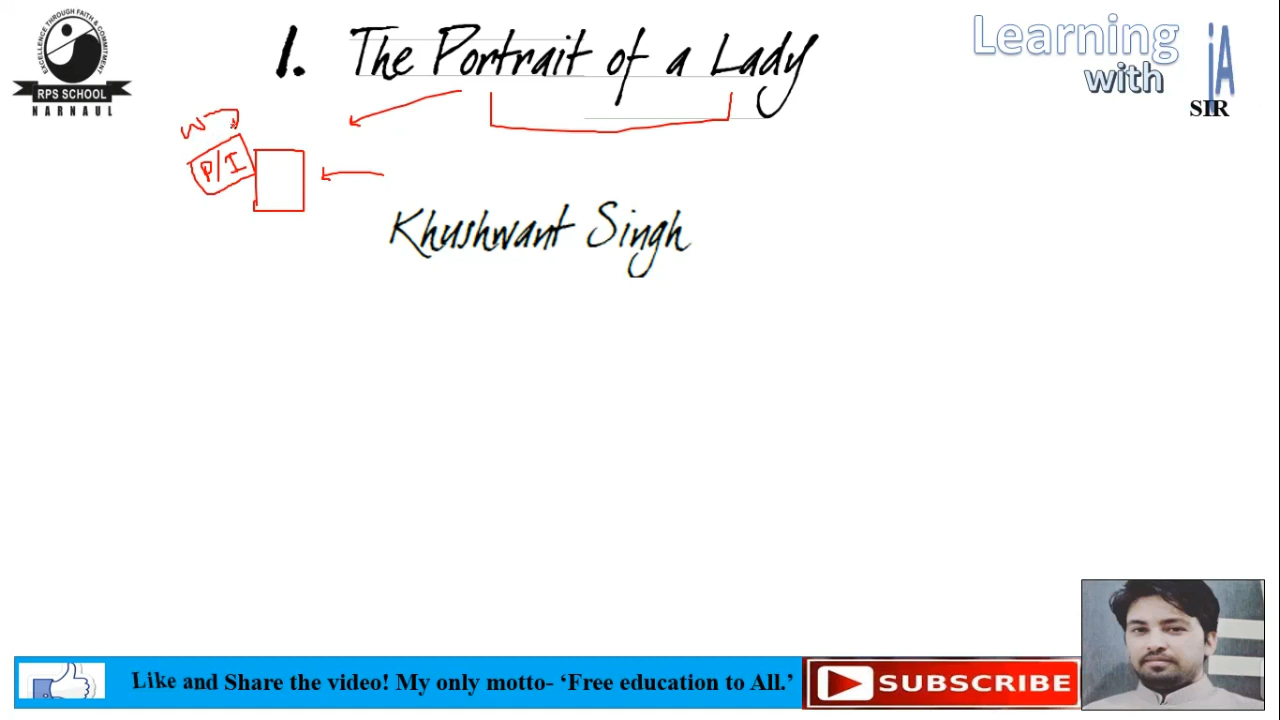 EXCELLENCE THROUGH FAITH & COMMITMENT
RPS SCHOOL
NARNAUL
1. The Portrait of a Lady
Learning
with iA
SIR
W
P/I
Khushwant Singh
Like and Share the video! My only motto- ‘Free education to All.’
SUBSCRIBE